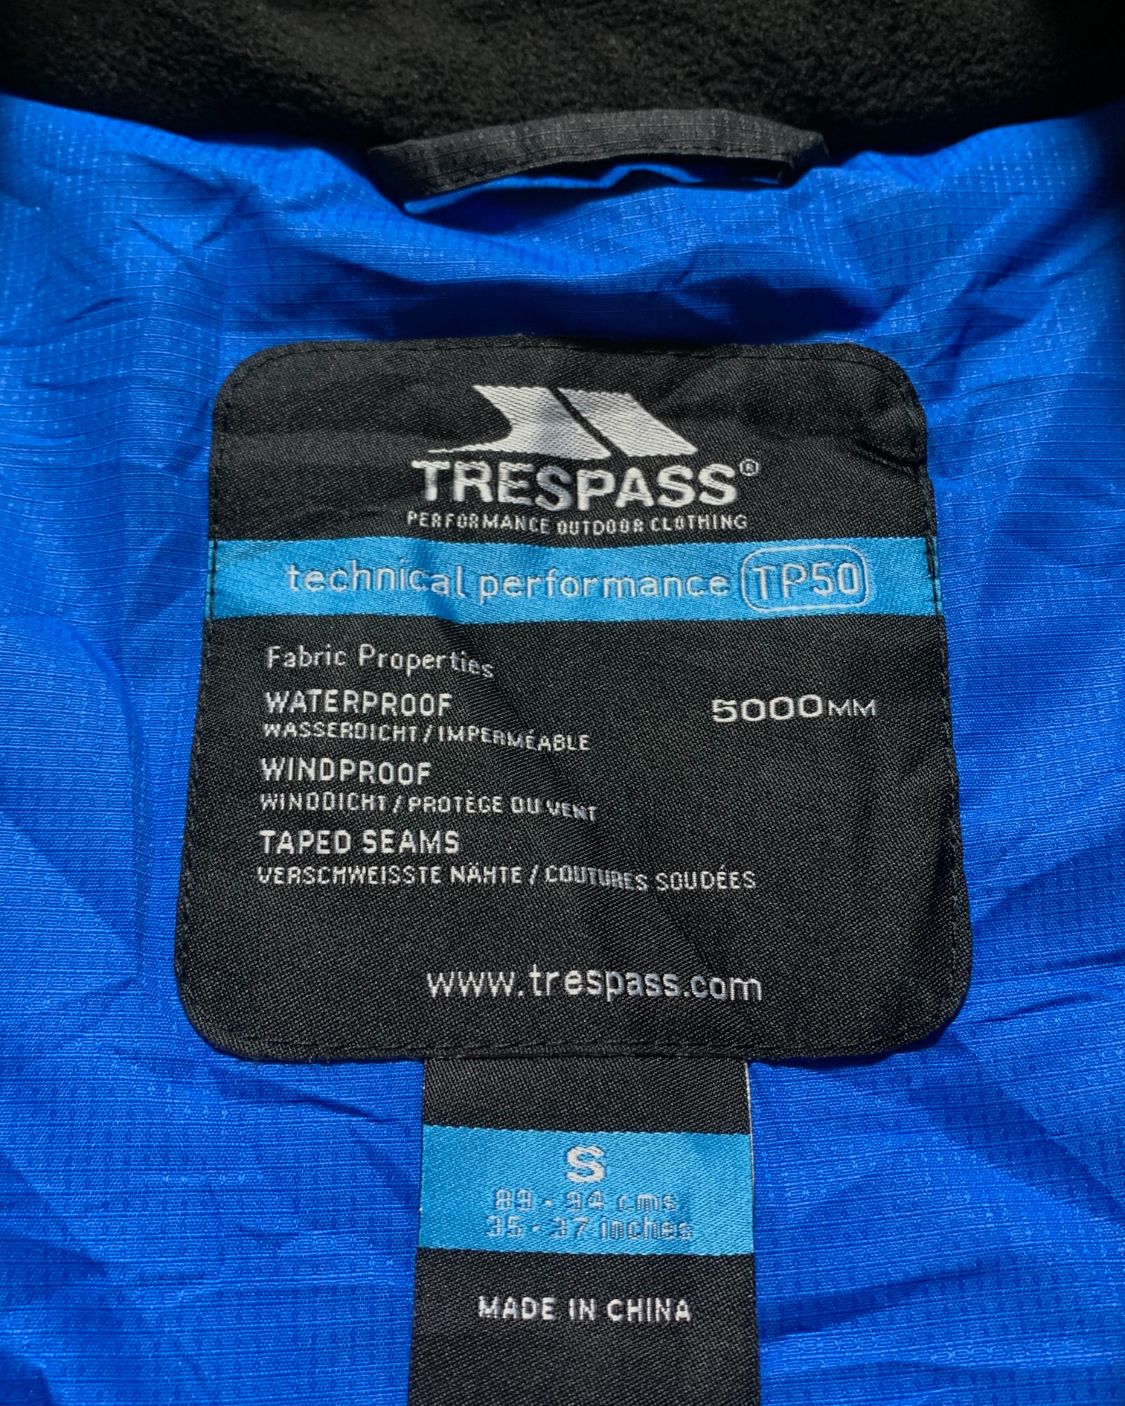 TRESPASS®
PERFORMANCE OUTDOOR CLOTHING
technical performance TP50
Fabric Properties
WATERPROOF 5000MM
WASSERDICHT / IMPERMÉABLE
WINDPROOF
WINDDICHT / PROTÈGE DU VENT
TAPED SEAMS
VERSCHWEISSTE NÄHTE / COUTURES SOUDÉES
www.trespass.com
S
89 - 94 cms
35 - 37 inches
MADE IN CHINA